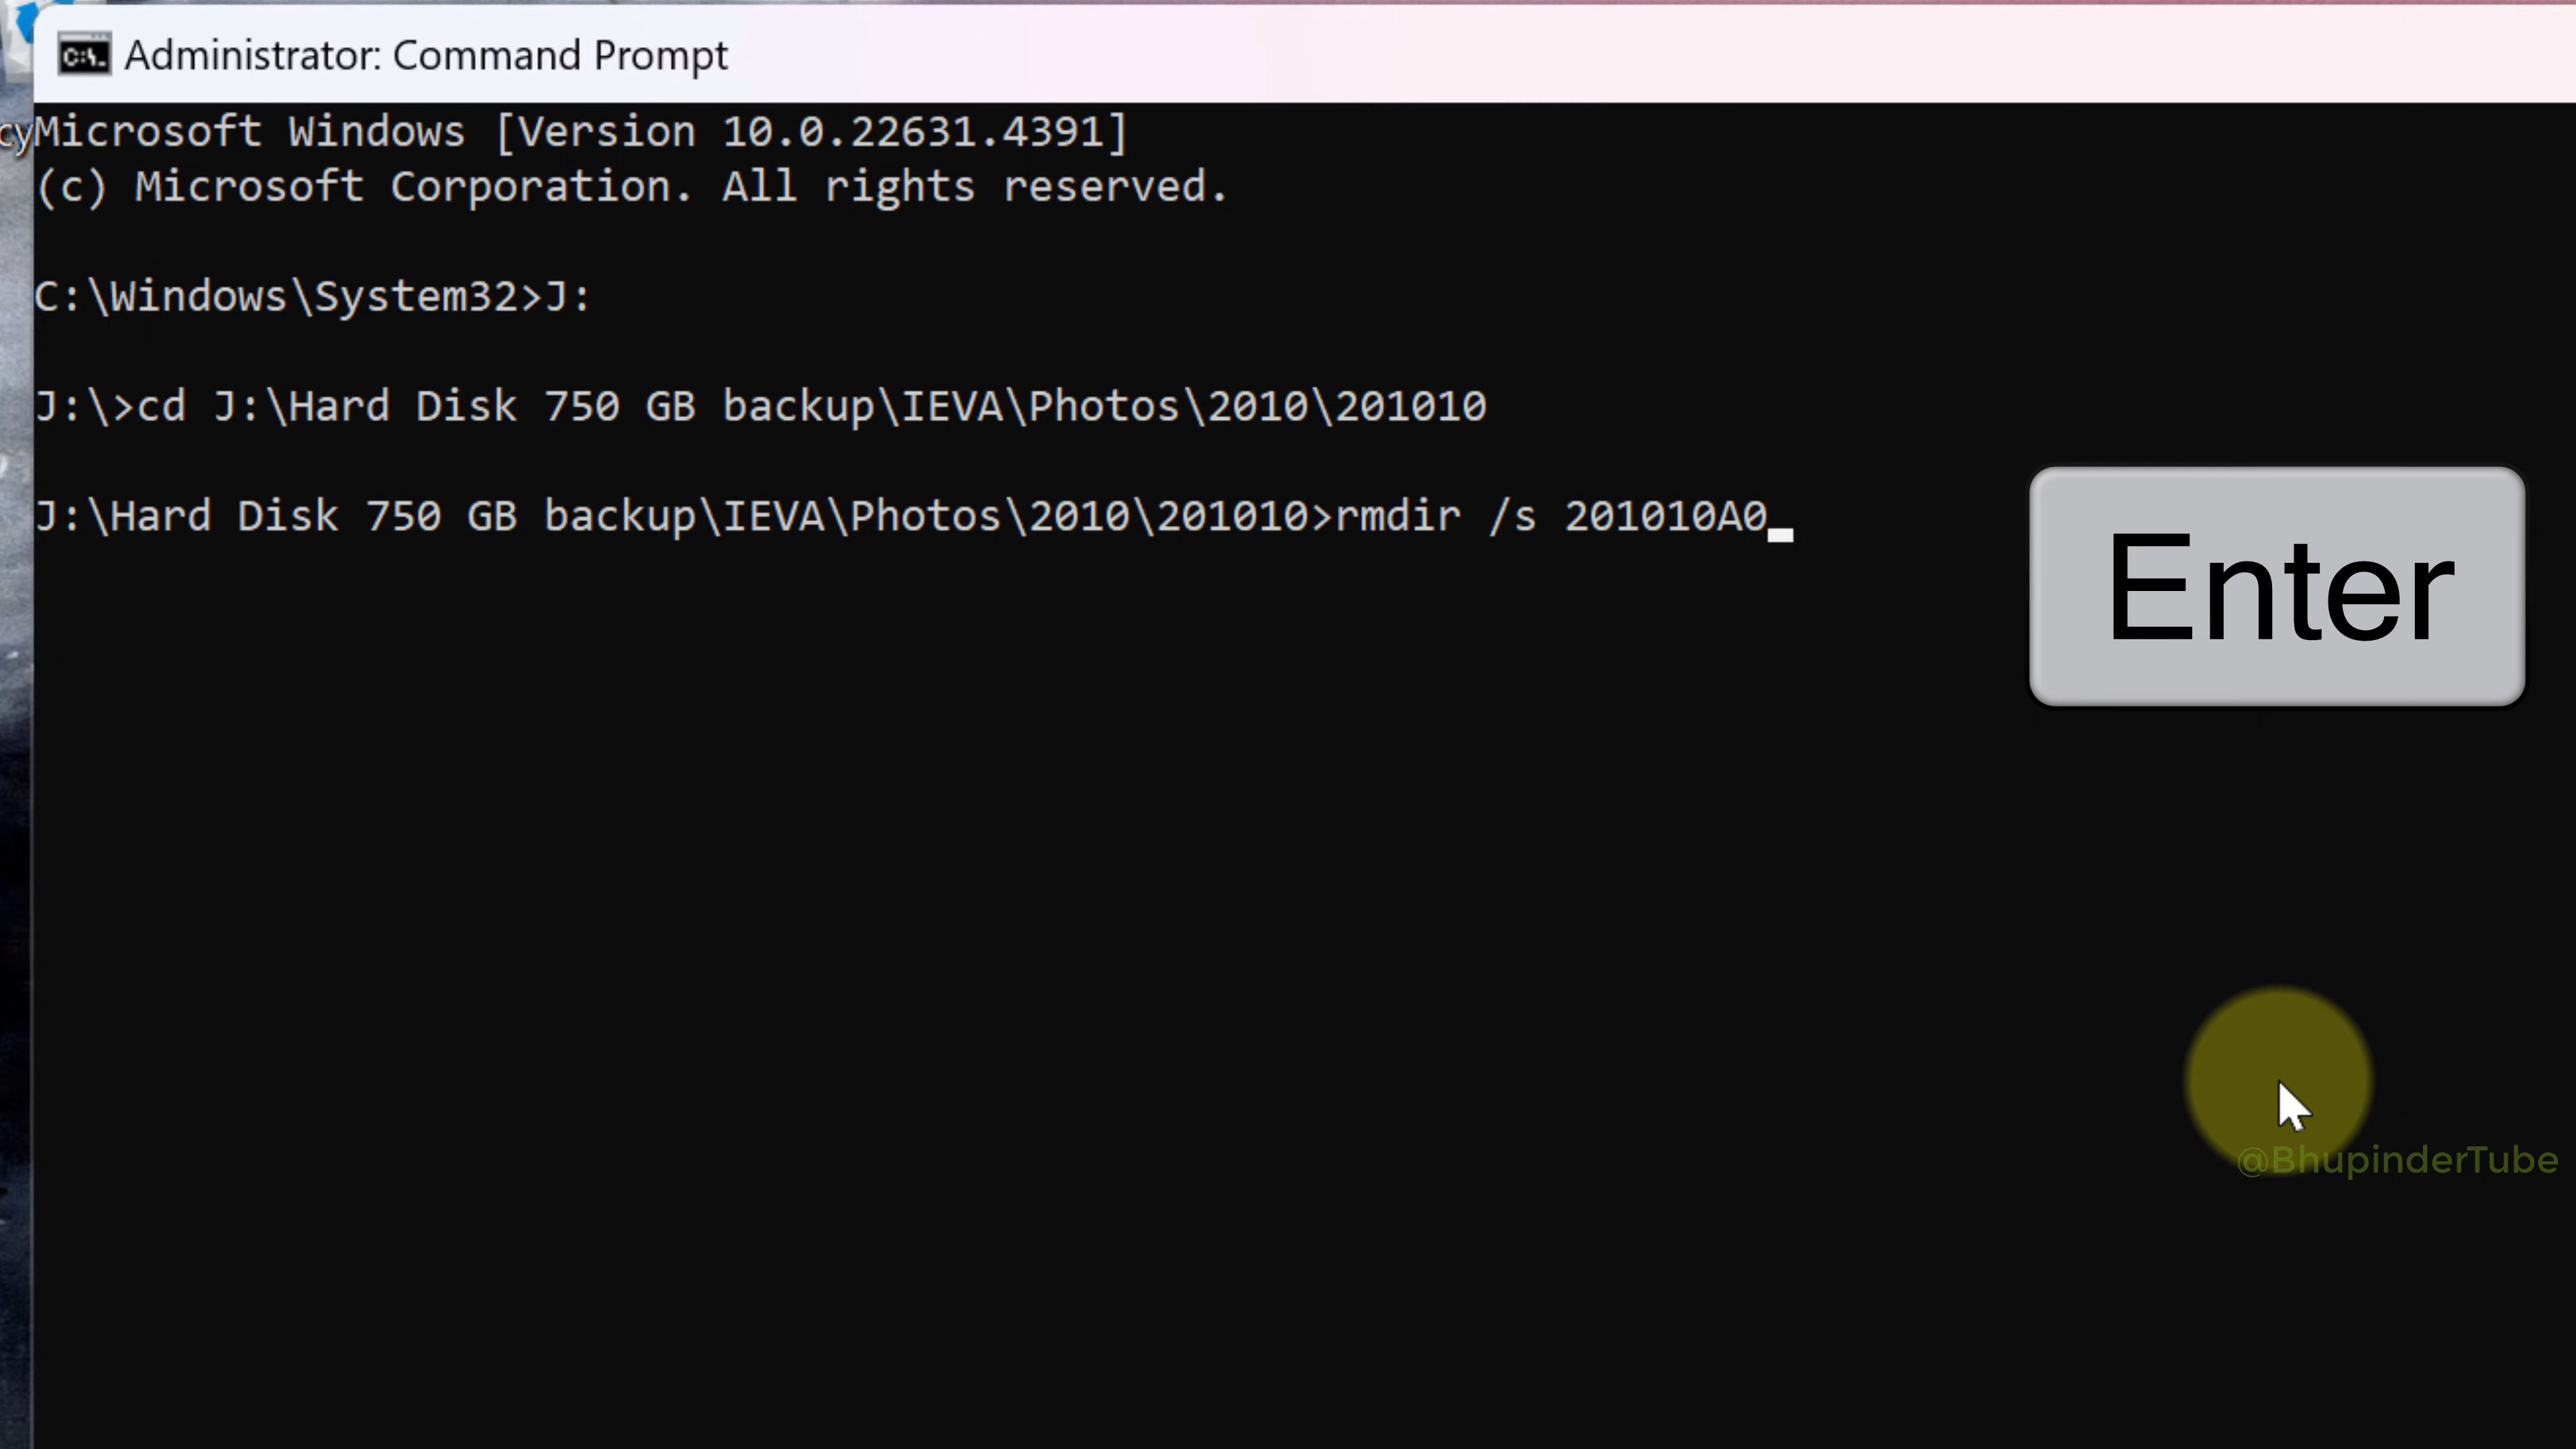 C:\.
Administrator: Command Prompt
cy
Microsoft Windows [Version 10.0.22631.4391]
(c) Microsoft Corporation. All rights reserved.
C:\Windows\System32>J:
J:\>cd J:\Hard Disk 750 GB backup\IEVA\Photos\2010\201010
J:\Hard Disk 750 GB backup\IEVA\Photos\2010\201010>rmdir /s 201010A0
Enter
@BhupinderTube